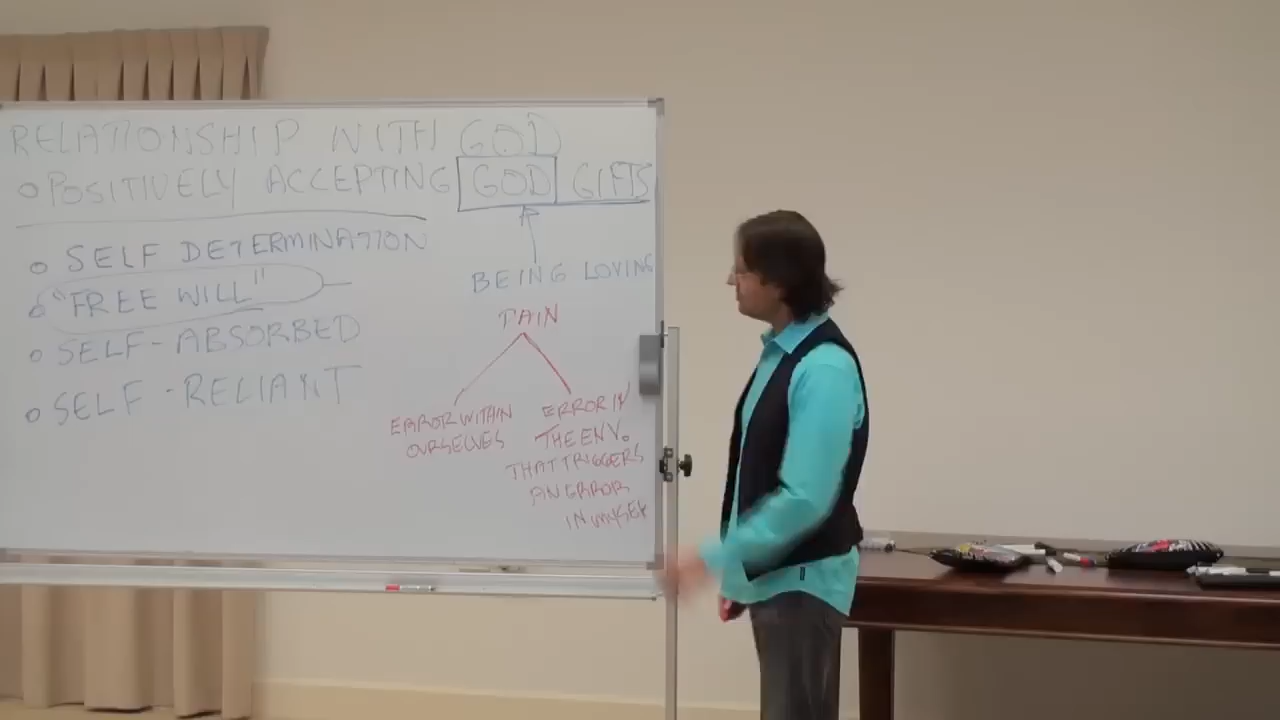 RELATIONSHIP WITH GOD
POSITIVELY ACCEPTING GOD GIFTS
SELF DETERMINATION
"FREE WILL"
SELF-ABSORBED
SELF-RELIANT
BEING LOVING
PAIN
ERROR WITHIN
OURSELVES
ERROR IN
THE ENV.
THAT TRIGGERS
AN ERROR
IN MYSELF